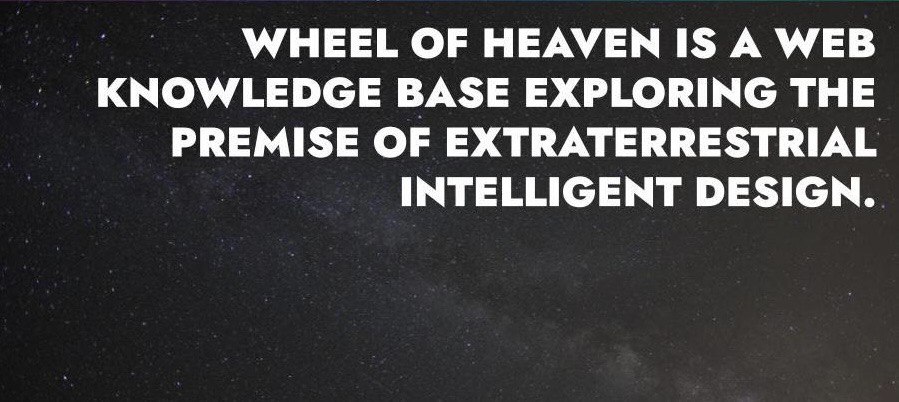 WHEEL OF HEAVEN IS A WEB
KNOWLEDGE BASE EXPLORING THE
PREMISE OF EXTRATERRESTRIAL
INTELLIGENT DESIGN.